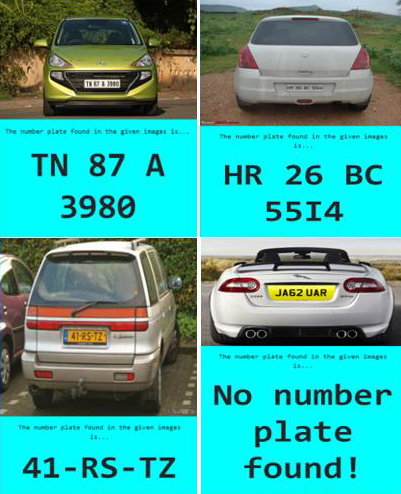 TN 87 A 3980
The number plate found in the given images is...
TN 87 A
3980
HR 26 BC
The number plate found in the given images
is...
HR 26 BC
55I4
41-RS-TZ
The number plate found in the given images
is...
41-RS-TZ
JA62 UAR
The number plate found in the given images
is...
No number
plate
found!